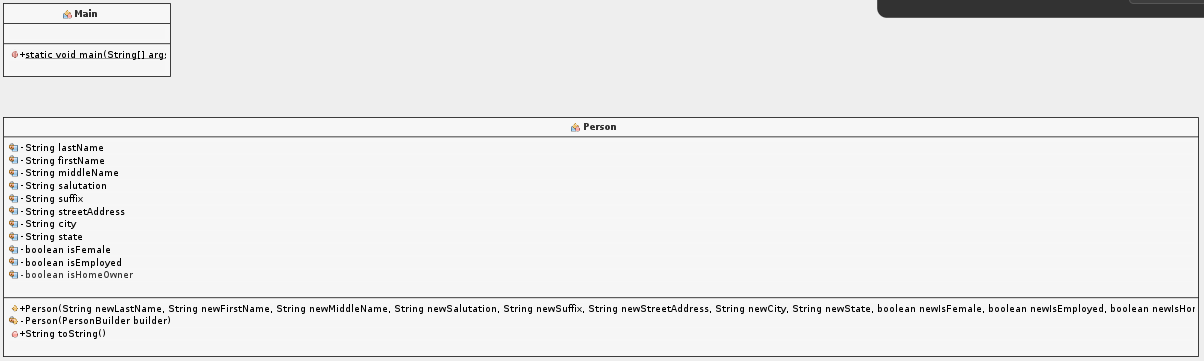 Main
+static void main(String[] arg
Person
- String lastName
- String firstName
- String middleName
- String salutation
- String suffix
- String streetAddress
- String city
- String state
- boolean isFemale
- boolean isEmployed
- boolean isHomeOwner
+Person(String newLastName, String newFirstName, String newMiddleName, String newSalutation, String newSuffix, String newStreetAddress, String newCity, String newState, boolean newIsFemale, boolean newIsEmployed, boolean newIsHor
- Person(PersonBuilder builder)
+String toString()